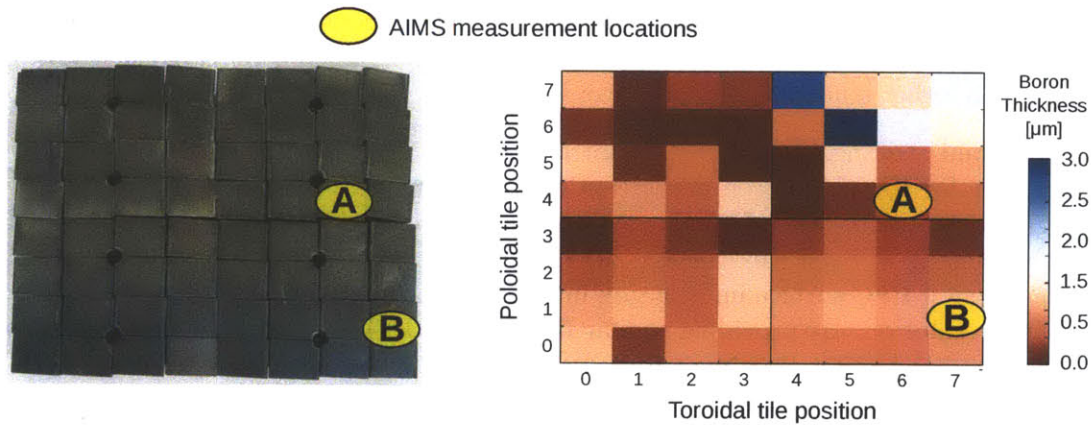 AIMS measurement locations
A
B
Poloidal tile position
7
6
5
4
3
2
1
0
A
B
0 1 2 3 4 5 6 7
Toroidal tile position
Boron
Thickness
[μm]
3.0
2.5
2.0
1.5
1.0
0.5
0.0